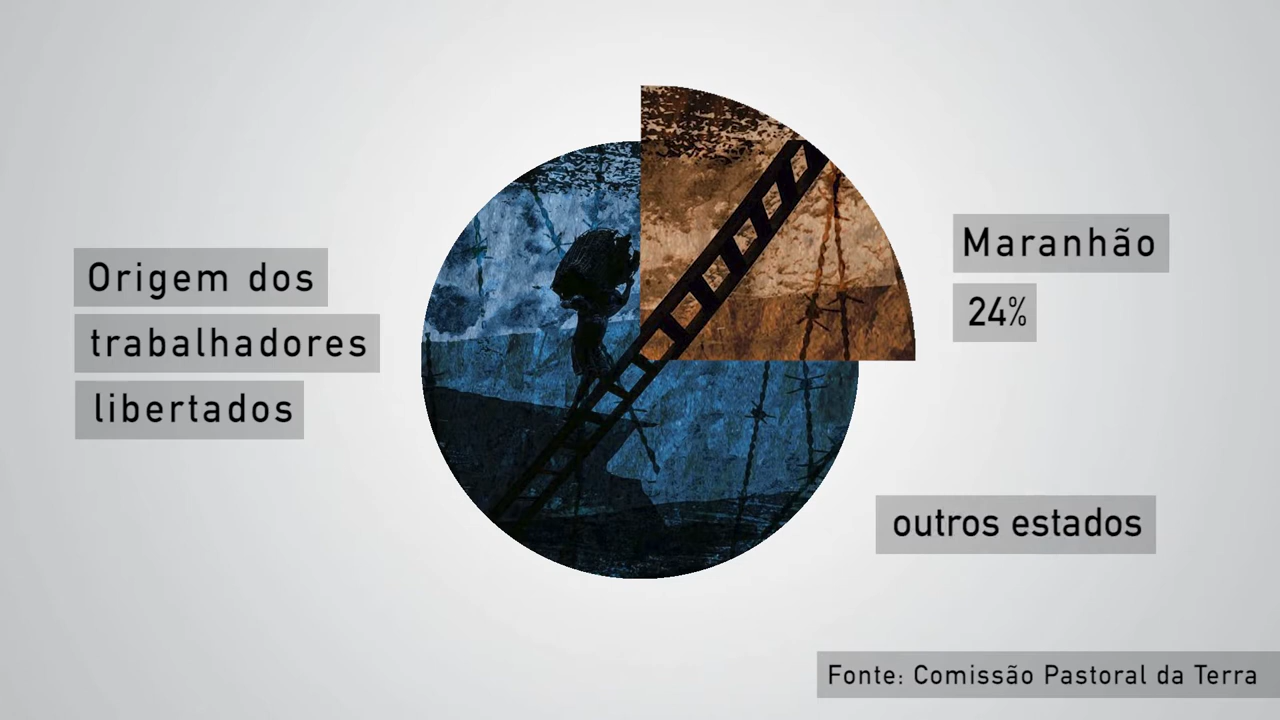 Origem dos
trabalhadores
libertados
Maranhão
24%
outros estados
Fonte: Comissão Pastoral da Terra